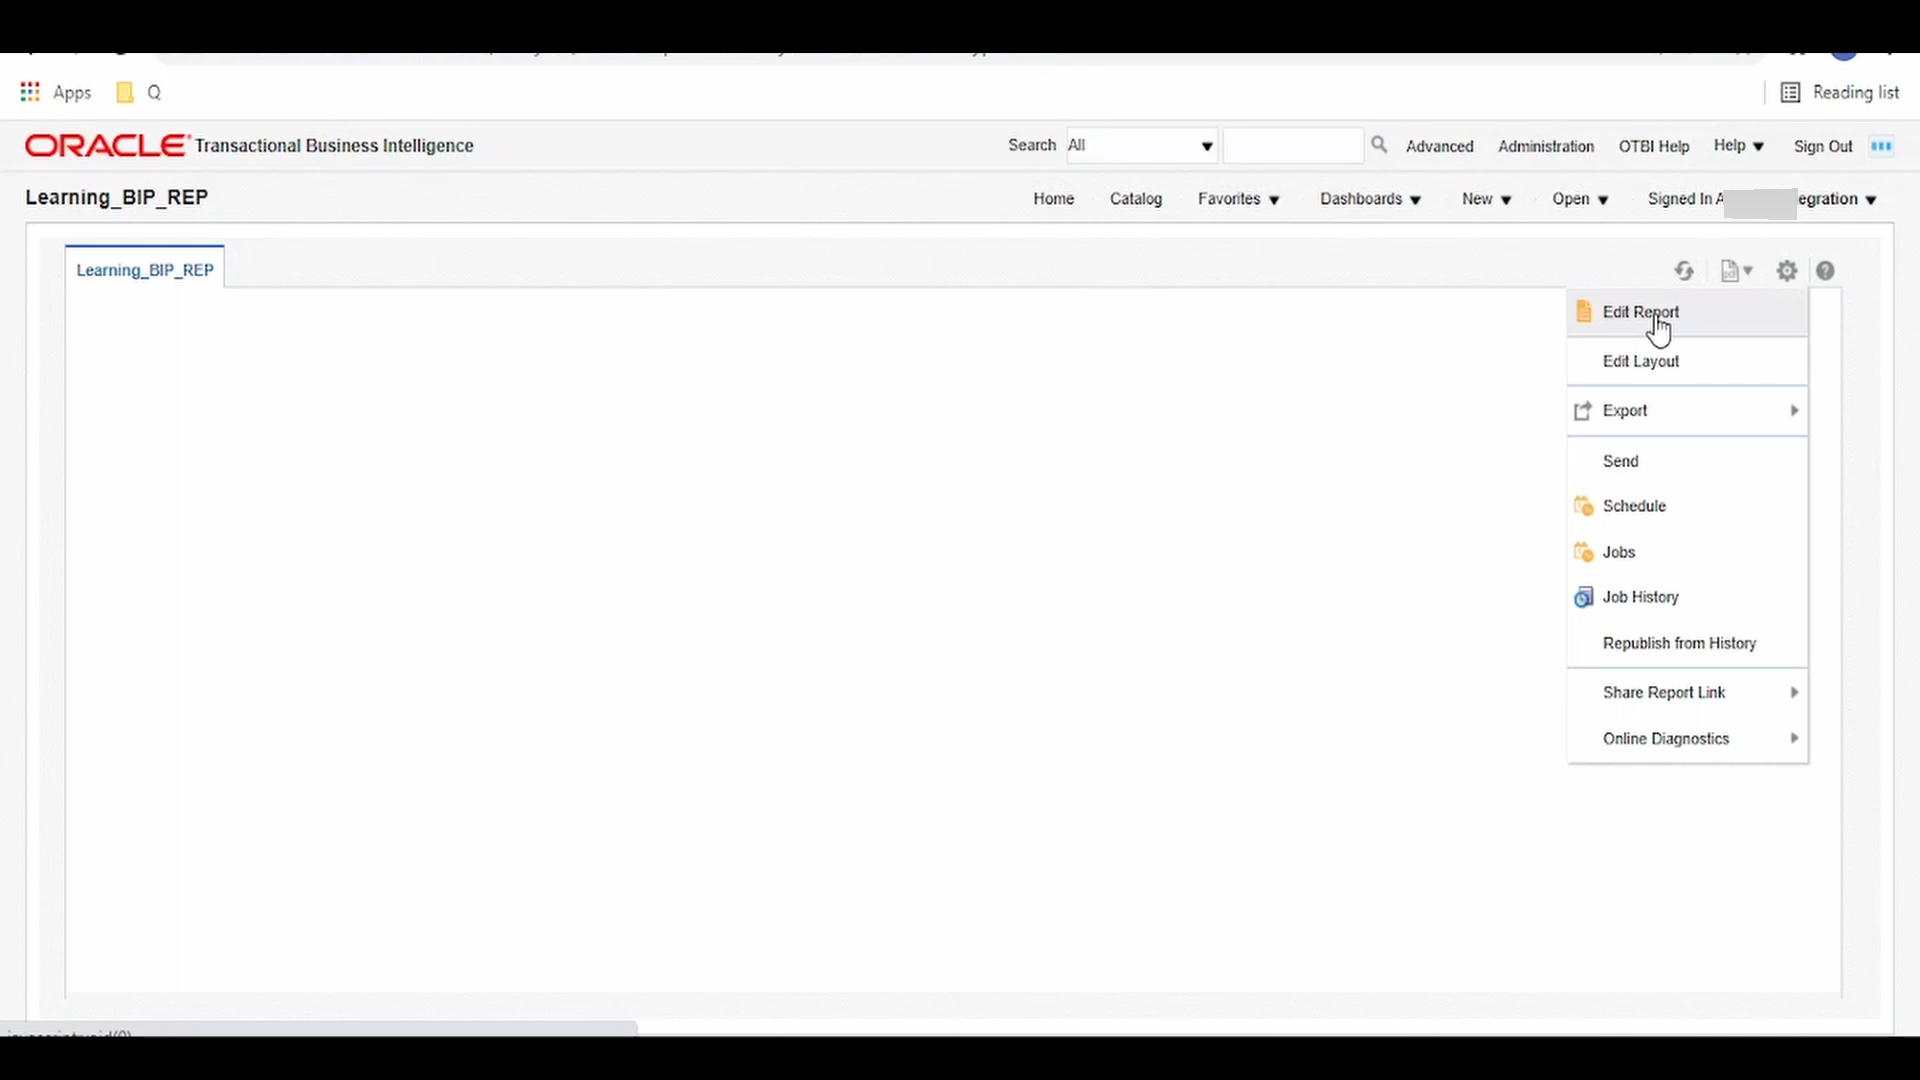 Apps Q Reading list
ORACLE Transactional Business Intelligence Search All Advanced Administration OTBI Help Help Sign Out
Learning_BIP_REP Home Catalog Favorites Dashboards New Open Signed In A egration
Learning_BIP_REP
Edit Report
Edit Layout
Export
Send
Schedule
Jobs
Job History
Republish from History
Share Report Link
Online Diagnostics